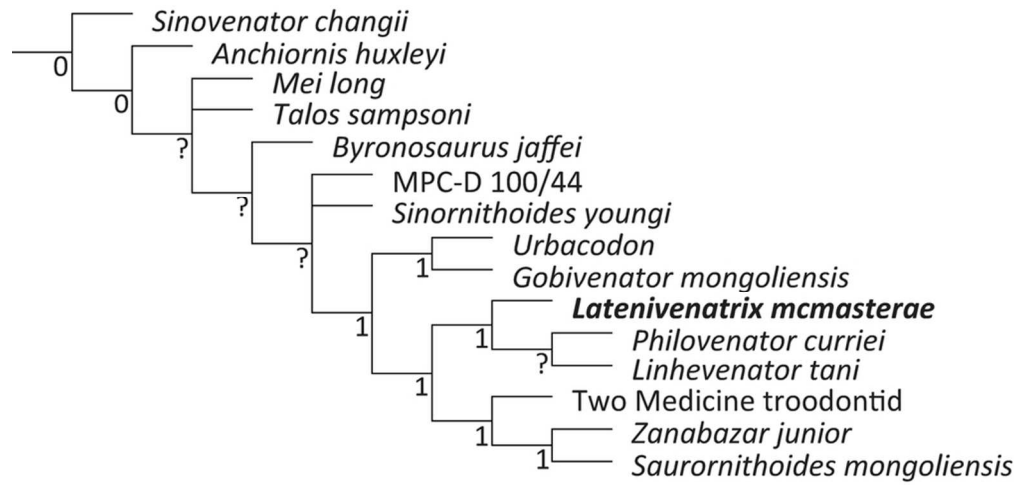 Sinovenator changii
0
Anchiornis huxleyi
0
Mei long
Talos sampsoni
?
Byronosaurus jaffei
?
MPC-D 100/44
Sinornithoides youngi
?
Urbacodon
1
Gobivenator mongoliensis
Latenivenatrix mcmasterae
1
1
Philovenator curriei
?
Linhevenator tani
1
Two Medicine troodontid
1
Zanabazar junior
1
Saurornithoides mongoliensis